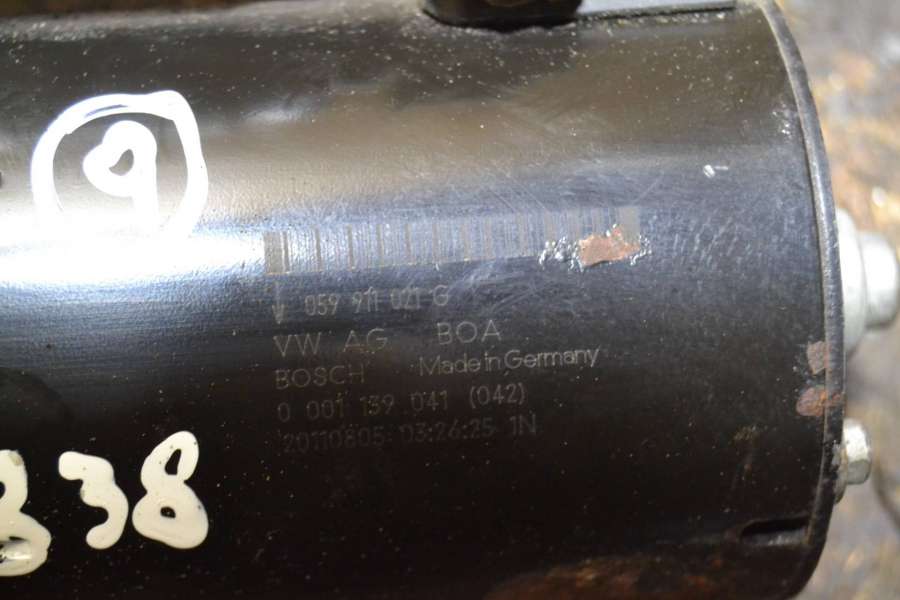 9
059 911 021 G
VW AG BOA
BOSCH Made in Germany
0 001 139 041 (042)
20110805 03:26:25 1N
838